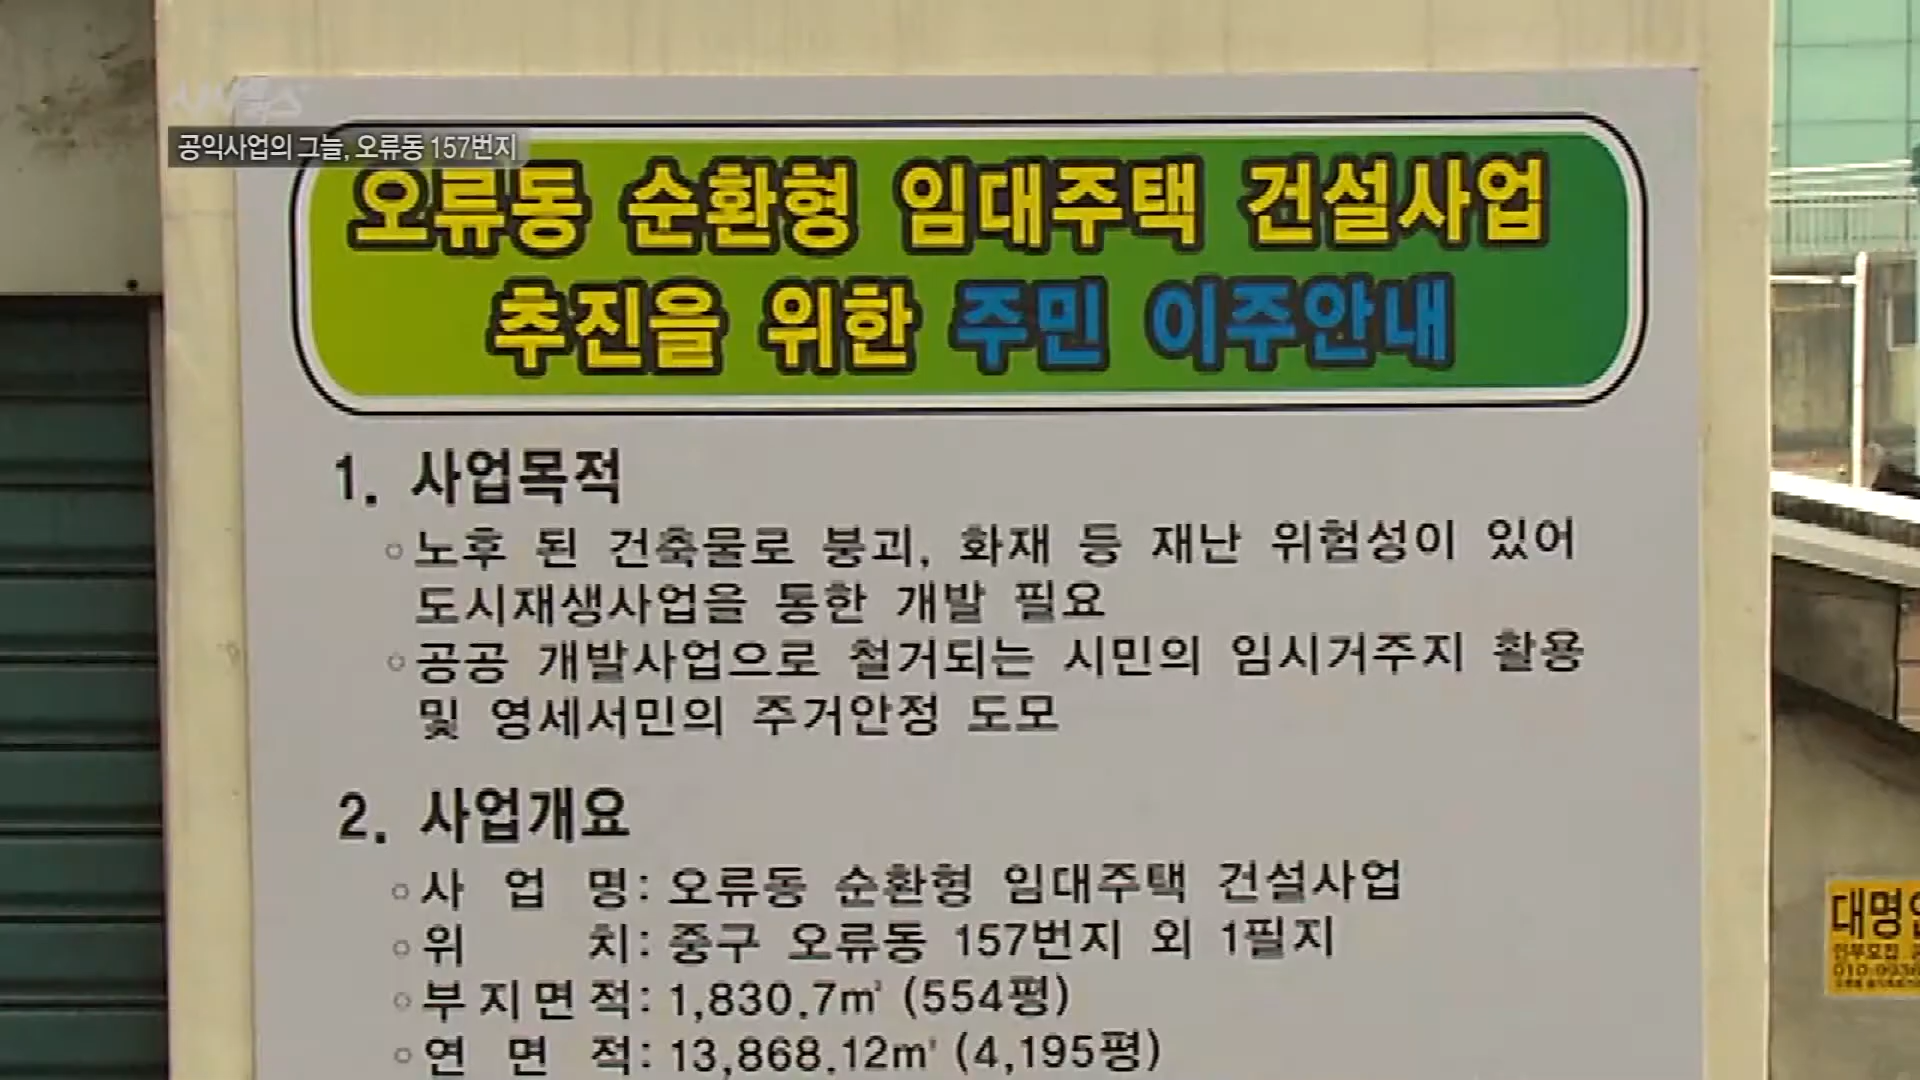 공익사업의 그늘, 오류동 157번지
오류동 순환형 임대주택 건설사업
추진을 위한 주민 이주안내
1. 사업목적
○ 노후 된 건축물로 붕괴, 화재 등 재난 위험성이 있어
도시재생사업을 통한 개발 필요
○ 공공 개발사업으로 철거되는 시민의 임시거주지 활용
및 영세서민의 주거안정 도모
2. 사업개요
○ 사 업 명: 오류동 순환형 임대주택 건설사업
○ 위 치: 중구 오류동 157번지 외 1필지
○ 부지면적: 1,830.7㎡ (554평)
○ 연 면 적: 13,868.12㎡ (4,195평)
대명인
인부모집